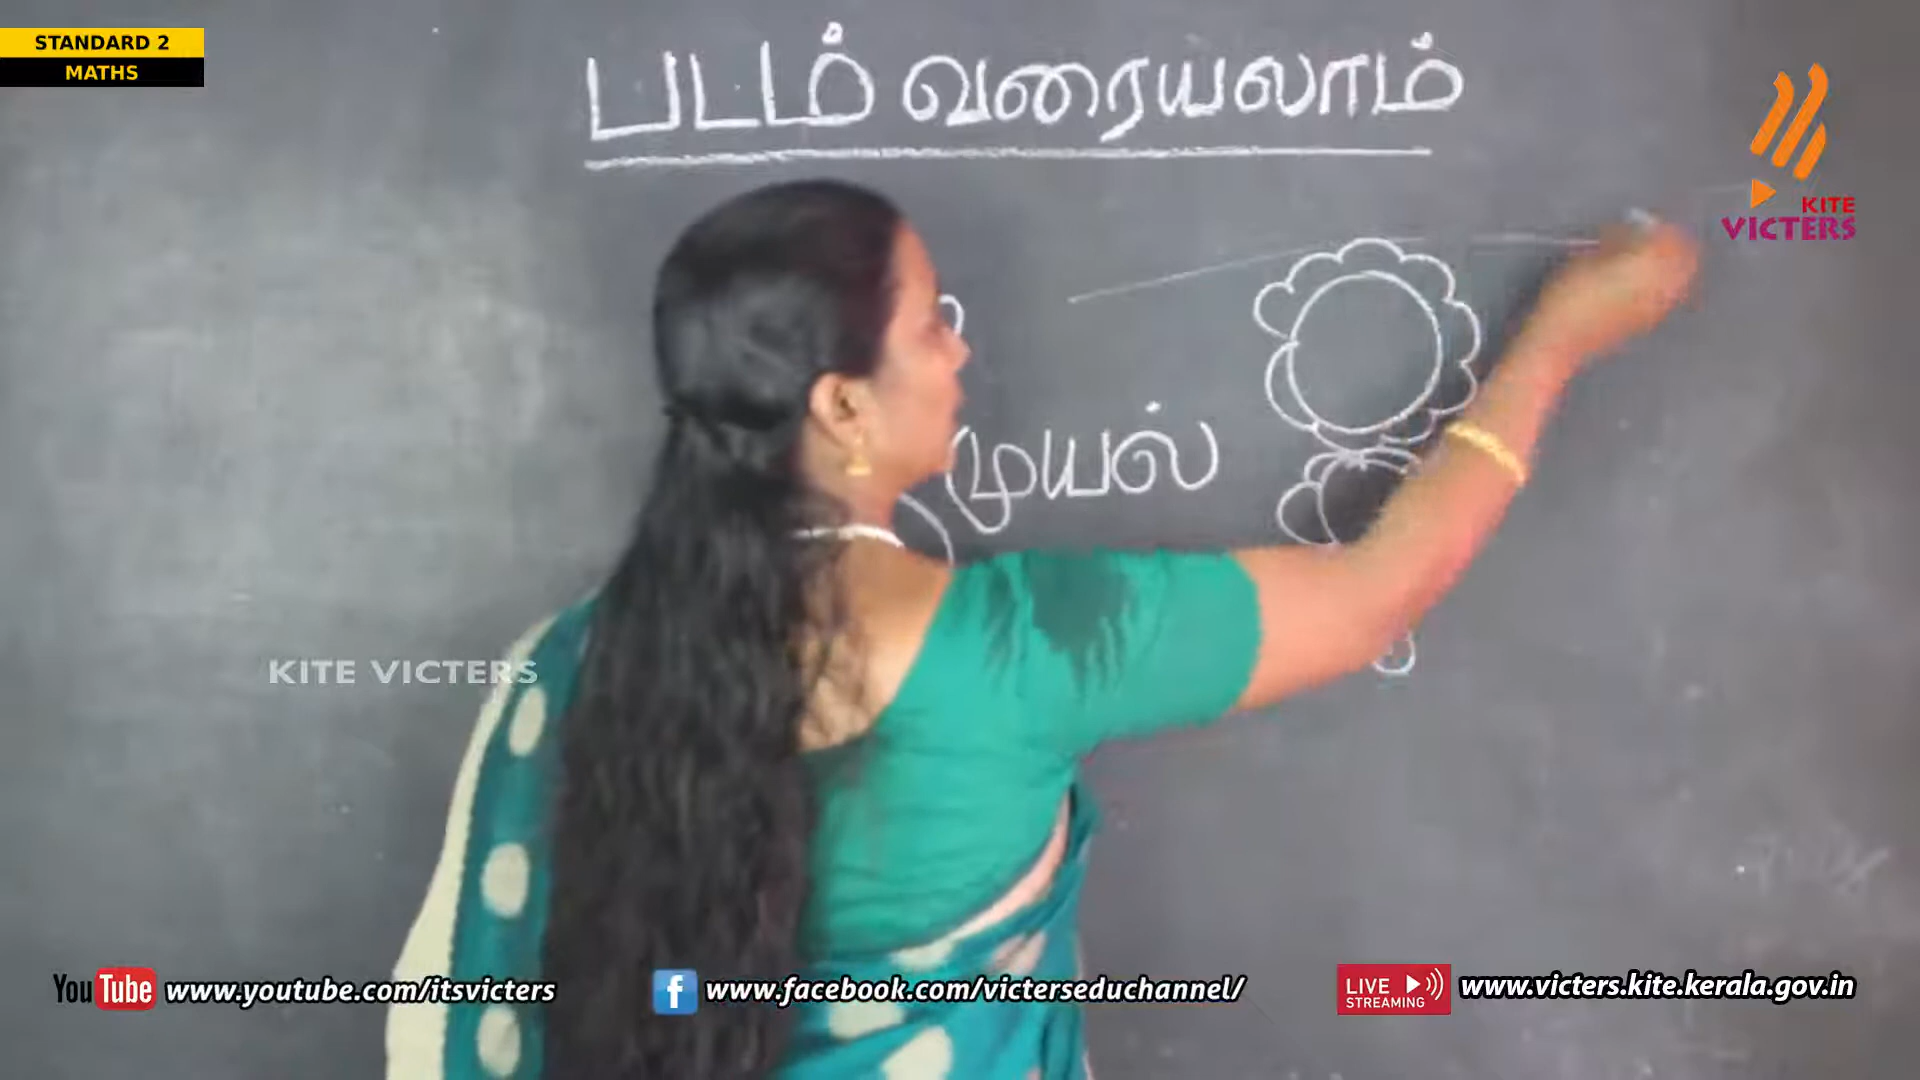 STANDARD 2
MATHS
படம் வரையலாம்
KITE
VICTERS
முயல்
KITE VICTERS
YouTube www.youtube.com/itsvicters
f www.facebook.com/victerseduchannel/
LIVE STREAMING www.victers.kite.kerala.gov.in